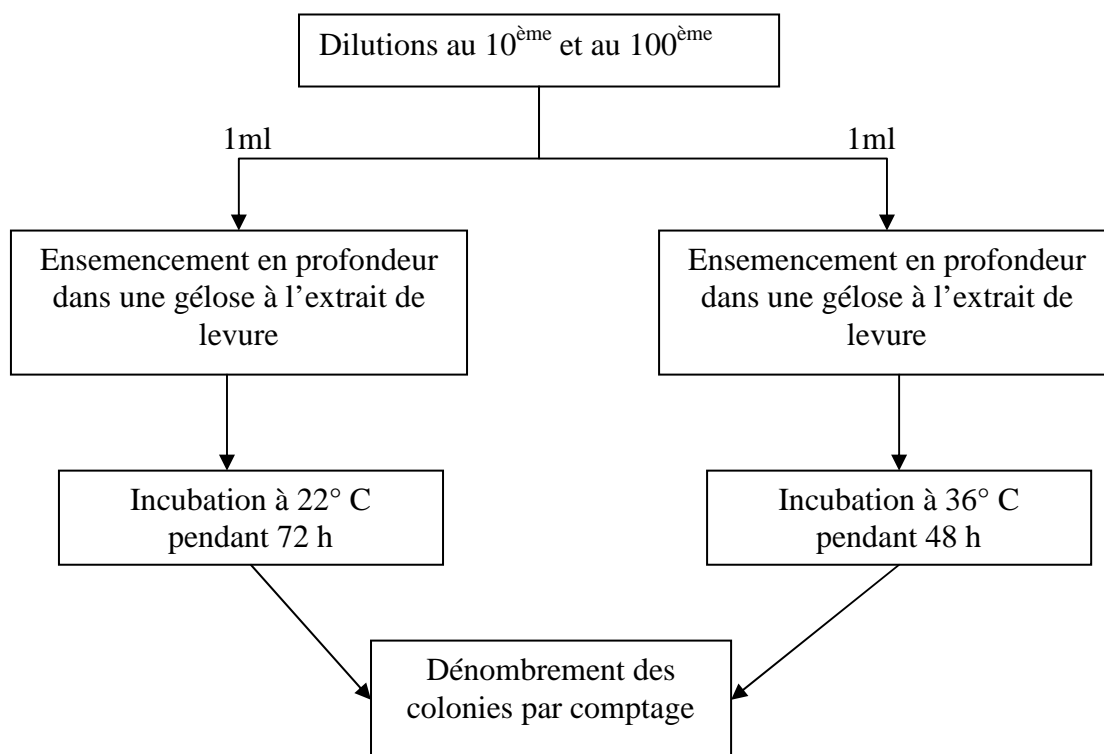 Dilutions au 10ème et au 100ème
1ml
1ml
Ensemencement en profondeur
dans une gélose à l'extrait de
levure
Ensemencement en profondeur
dans une gélose à l'extrait de
levure
Incubation à 22° C
pendant 72 h
Incubation à 36° C
pendant 48 h
Dénombrement des
colonies par comptage